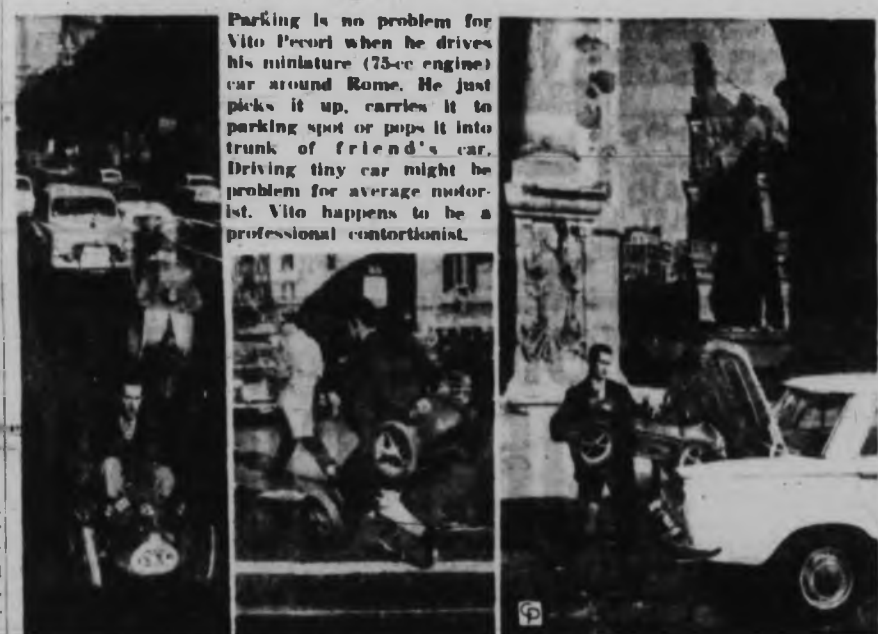 Parking is no problem for
Vito Pecori when he drives
his miniature (75-cc engine)
car around Rome. He just
picks it up, carries it to
parking spot or pops it into
trunk of friend's car.
Driving tiny car might be
problem for average motor-
ist. Vito happens to be a
professional contortionist.
CP